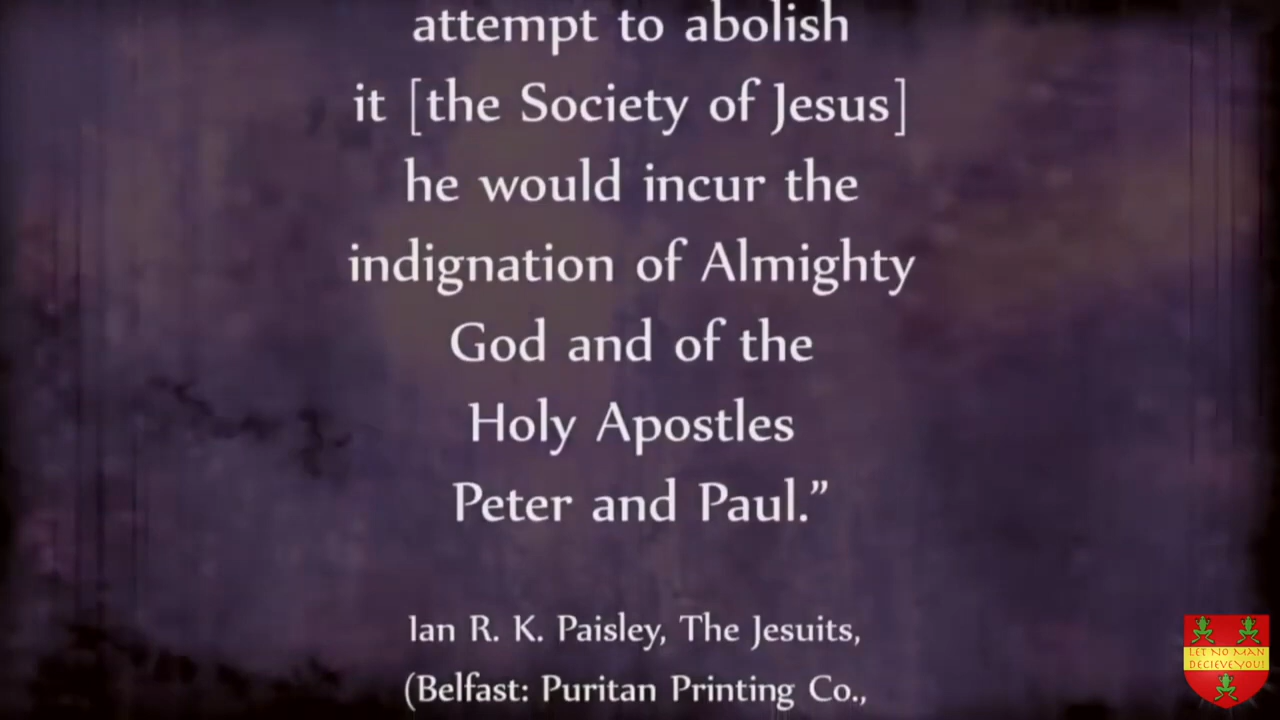 attempt to abolish
it [the Society of Jesus]
he would incur the
indignation of Almighty
God and of the
Holy Apostles
Peter and Paul.”
Ian R. K. Paisley, The Jesuits,
(Belfast: Puritan Printing Co.,
LET NO MAN
DECIEVE YOU!